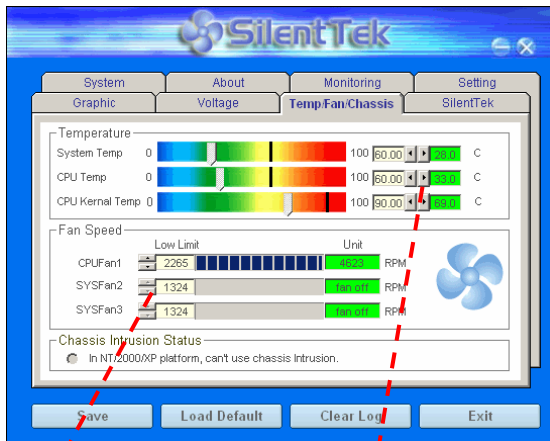 SilentTek
System About Monitoring Setting
Graphic Voltage Temp/Fan/Chassis SilentTek
Temperature
System Temp 0 100 60.00 28.0 C
CPU Temp 0 100 60.00 33.0 C
CPU Kernal Temp 0 100 90.00 69.0 C
Fan Speed
Low Limit Unit
CPUFan1 2265 4623 RPM
SYSFan2 1324 fan off RPM
SYSFan3 1324 fan off RPM
Chassis Intrusion Status
In NT/2000/XP platform, can't use chassis Intrusion.
Save Load Default Clear Log Exit